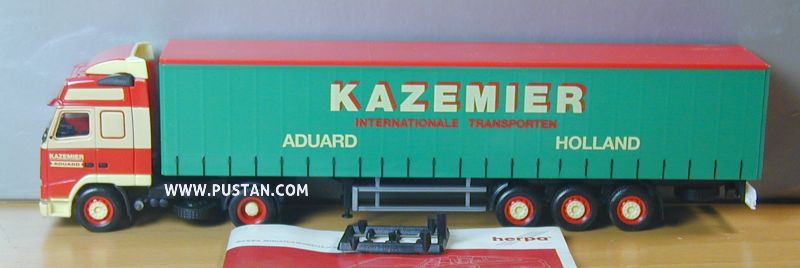 KAZEMIER
INTERNATIONALE TRANSPORTEN
ADUARD HOLLAND
KAZEMIER
ADUARD
WWW.PUSTAN.COM
herpa